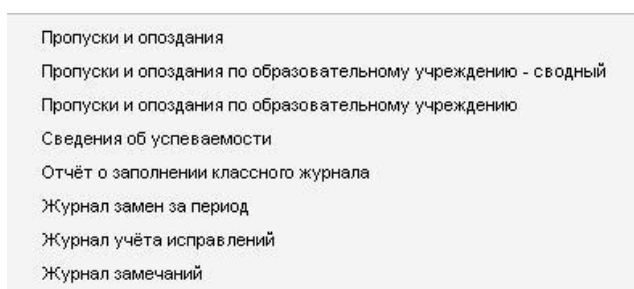 Пропуски и опоздания
Пропуски и опоздания по образовательному учреждению - сводный
Пропуски и опоздания по образовательному учреждению
Сведения об успеваемости
Отчёт о заполнении классного журнала
Журнал замен за период
Журнал учёта исправлений
Журнал замечаний